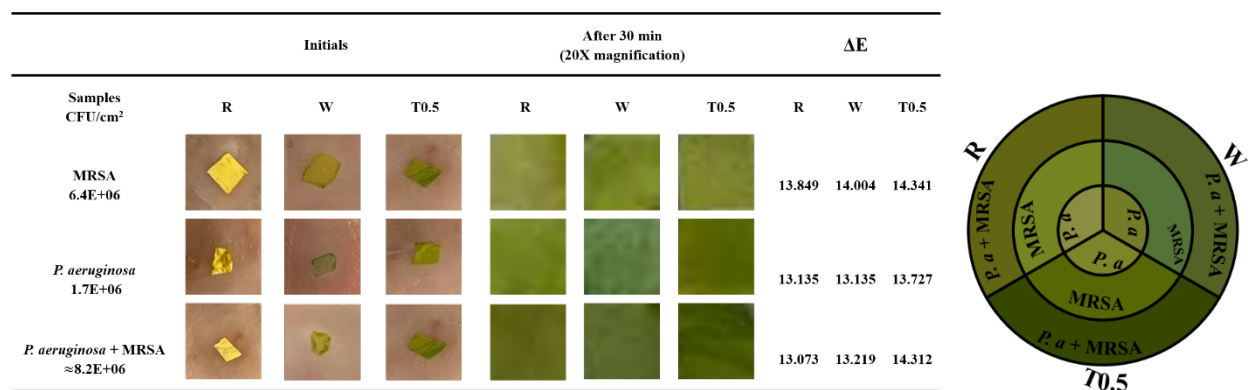 Initials
After 30 min
(20X magnification)
ΔE
Samples
CFU/cm²
R W T0.5 R W T0.5 R W T0.5
MRSA
6.4E+06
13.849 14.004 14.341
P. aeruginosa
1.7E+06
13.135 13.135 13.727
P. aeruginosa + MRSA
≈8.2E+06
13.073 13.219 14.312
R
W
T0.5
P. a + MRSA
MRSA
P. a
P. a
MRSA
P. a + MRSA
P. a
MRSA
P. a + MRSA